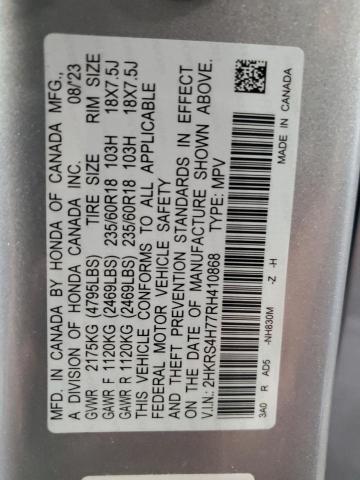 MFD. IN CANADA BY HONDA OF CANADA MFG.,
A DIVISION OF HONDA CANADA INC. 08/23
GVWR 2175KG (4795LBS) TIRE SIZE RIM SIZE
GAWR F 1120KG (2469LBS) 235/60R18 103H 18X7.5J
GAWR R 1120KG (2469LBS) 235/60R18 103H 18X7.5J
THIS VEHICLE CONFORMS TO ALL APPLICABLE
FEDERAL MOTOR VEHICLE SAFETY
AND THEFT PREVENTION STANDARDS IN EFFECT
ON THE DATE OF MANUFACTURE SHOWN ABOVE.
V.I.N.: 2HKRS4H77RH410868 TYPE: MPV
3A0 R AD5 -NH830M -Z -H
MADE IN CANADA